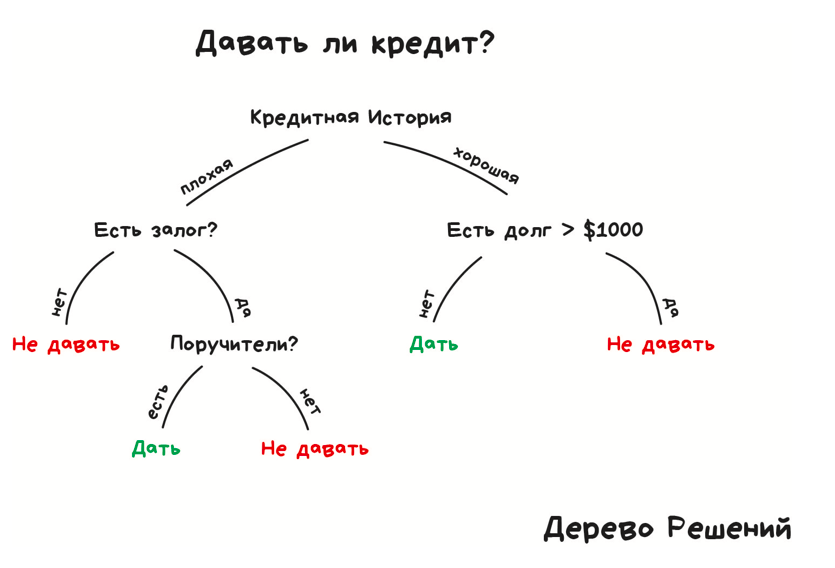 Давать ли кредит?
Кредитная История
плохая
хорошая
Есть залог?
Есть долг > $1000
нет
да
нет
да
Не давать
Поручители?
Дать
Не давать
есть
нет
Дать
Не давать
Дерево Решений